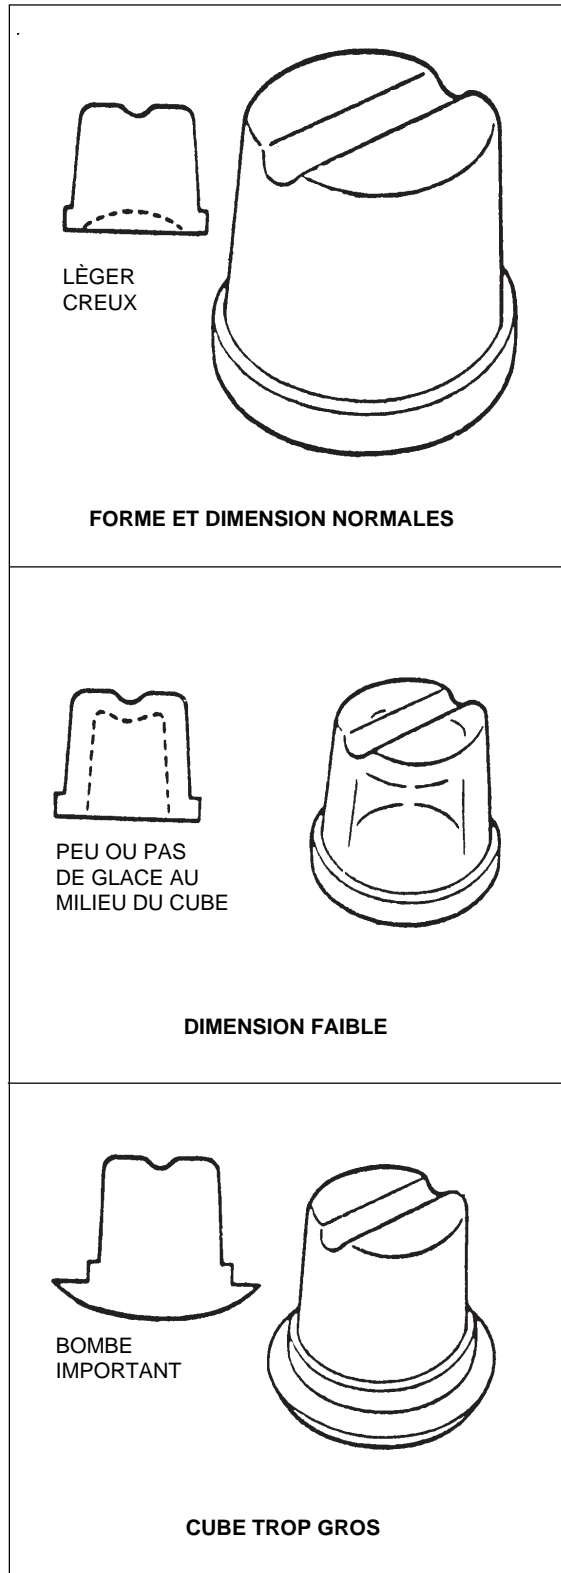 LÈGER
CREUX
FORME ET DIMENSION NORMALES
PEU OU PAS
DE GLACE AU
MILIEU DU CUBE
DIMENSION FAIBLE
BOMBE
IMPORTANT
CUBE TROP GROS